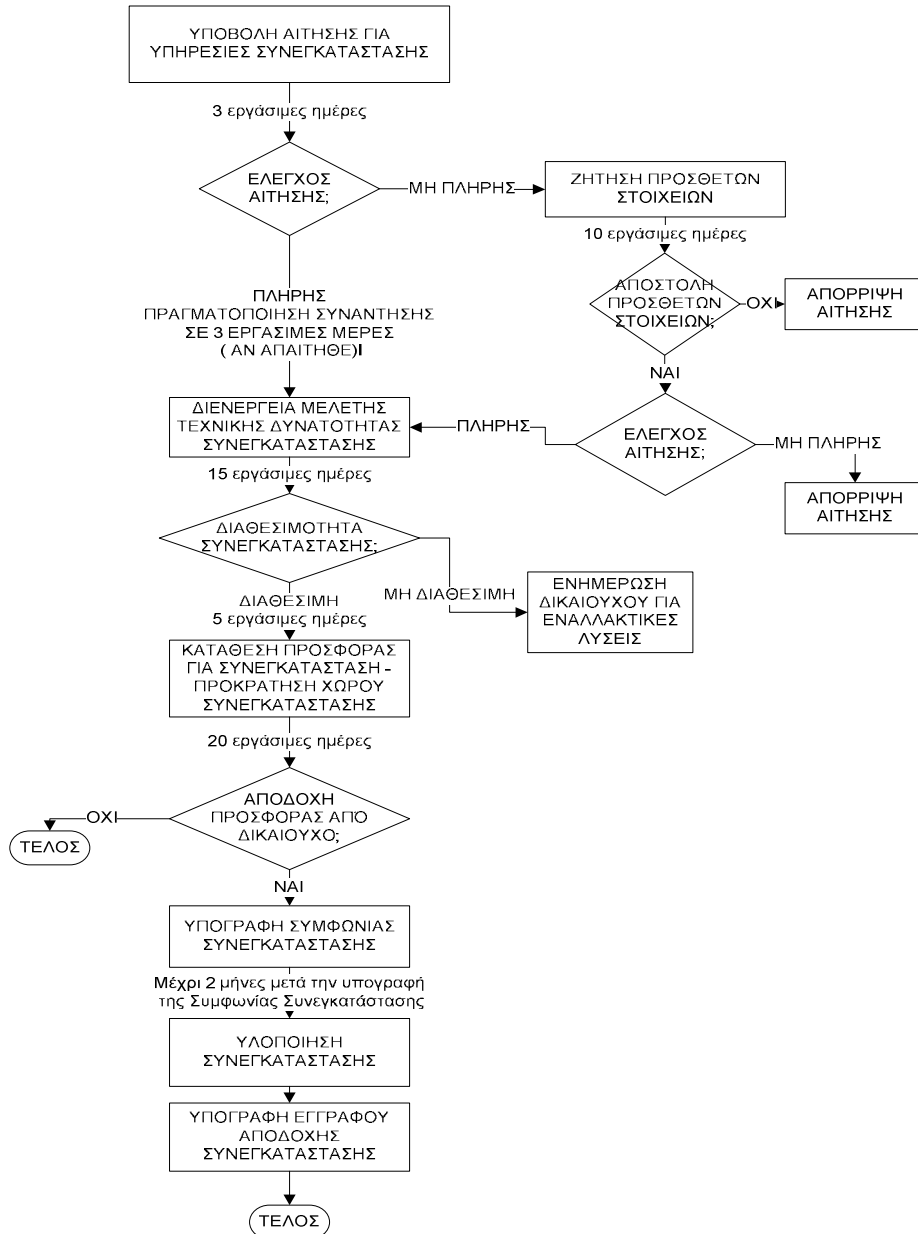 ΥΠΟΒΟΛΗ ΑΙΤΗΣΗΣ ΓΙΑ
ΥΠΗΡΕΣΙΕΣ ΣΥΝΕΓΚΑΤΑΣΤΑΣΗΣ
3 εργάσιμες ημέρες
ΕΛΕΓΧΟΣ
ΑΙΤΗΣΗΣ;
ΜΗ ΠΛΗΡΗΣ
ΖΗΤΗΣΗ ΠΡΟΣΘΕΤΩΝ
ΣΤΟΙΧΕΙΩΝ
10 εργάσιμες ημέρες
ΑΠΟΣΤΟΛΗ
ΠΡΟΣΘΕΤΩΝ
ΣΤΟΙΧΕΙΩΝ;
ΟΧΙ
ΑΠΟΡΡΙΨΗ
ΑΙΤΗΣΗΣ
ΝΑΙ
ΠΛΗΡΗΣ
ΠΡΑΓΜΑΤΟΠΟΙΗΣΗ ΣΥΝΑΝΤΗΣΗΣ
ΣΕ 3 ΕΡΓΑΣΙΜΕΣ ΜΕΡΕΣ
( ΑΝ ΑΠΑΙΤΗΘΕ)Ι
ΔΙΕΝΕΡΓΕΙΑ ΜΕΛΕΤΗΣ
ΤΕΧΝΙΚΗΣ ΔΥΝΑΤΟΤΗΤΑΣ
ΣΥΝΕΓΚΑΤΑΣΤΑΣΗΣ
ΠΛΗΡΗΣ
ΕΛΕΓΧΟΣ
ΑΙΤΗΣΗΣ;
ΜΗ ΠΛΗΡΗΣ
ΑΠΟΡΡΙΨΗ
ΑΙΤΗΣΗΣ
15 εργάσιμες ημέρες
ΔΙΑΘΕΣΙΜΟΤΗΤΑ
ΣΥΝΕΓΚΑΤΑΣΤΑΣΗΣ;
ΜΗ ΔΙΑΘΕΣΙΜΗ
ΕΝΗΜΕΡΩΣΗ
ΔΙΚΑΙΟΥΧΟΥ ΓΙΑ
ΕΝΑΛΛΑΚΤΙΚΕΣ
ΛΥΣΕΙΣ
ΔΙΑΘΕΣΙΜΗ
5 εργάσιμες ημέρες
ΚΑΤΑΘΕΣΗ ΠΡΟΣΦΟΡΑΣ
ΓΙΑ ΣΥΝΕΓΚΑΤΑΣΤΑΣΗ –
ΠΡΟΚΡΑΤΗΣΗ ΧΩΡΟΥ
ΣΥΝΕΓΚΑΤΑΣΤΑΣΗΣ
20 εργάσιμες ημέρες
ΑΠΟΔΟΧΗ
ΠΡΟΣΦΟΡΑΣ ΑΠΌ
ΔΙΚΑΙΟΥΧΟ;
ΟΧΙ
ΤΕΛΟΣ
ΝΑΙ
ΥΠΟΓΡΑΦΗ ΣΥΜΦΩΝΙΑΣ
ΣΥΝΕΓΚΑΤΑΣΤΑΣΗΣ
Μέχρι 2 μήνες μετά την υπογραφή
της Συμφωνίας Συνεγκατάστασης
ΥΛΟΠΟΙΗΣΗ
ΣΥΝΕΓΚΑΤΑΣΤΑΣΗΣ
ΥΠΟΓΡΑΦΗ ΕΓΓΡΑΦΟΥ
ΑΠΟΔΟΧΗΣ
ΣΥΝΕΓΚΑΤΑΣΤΑΣΗΣ
ΤΕΛΟΣ